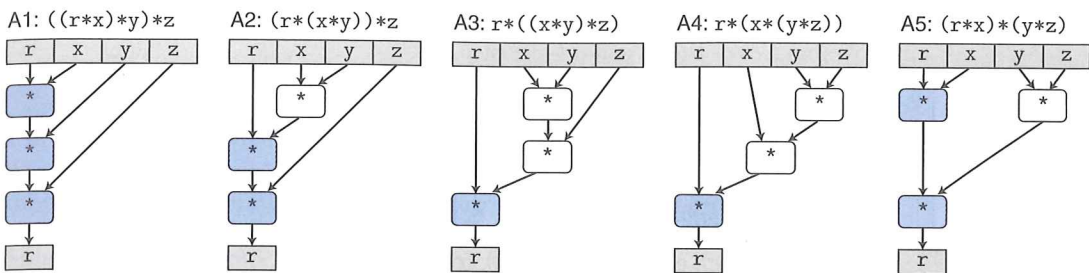 A1: ((r*x)*y)*z
A2: (r*(x*y))*z
A3: r*((x*y)*z)
A4: r*(x*(y*z))
A5: (r*x)*(y*z)
r x y z
r x y z
r x y z
r x y z
r x y z
*
*
*
r
*
*
*
r
*
*
*
r
*
*
*
r
*
*
*
r